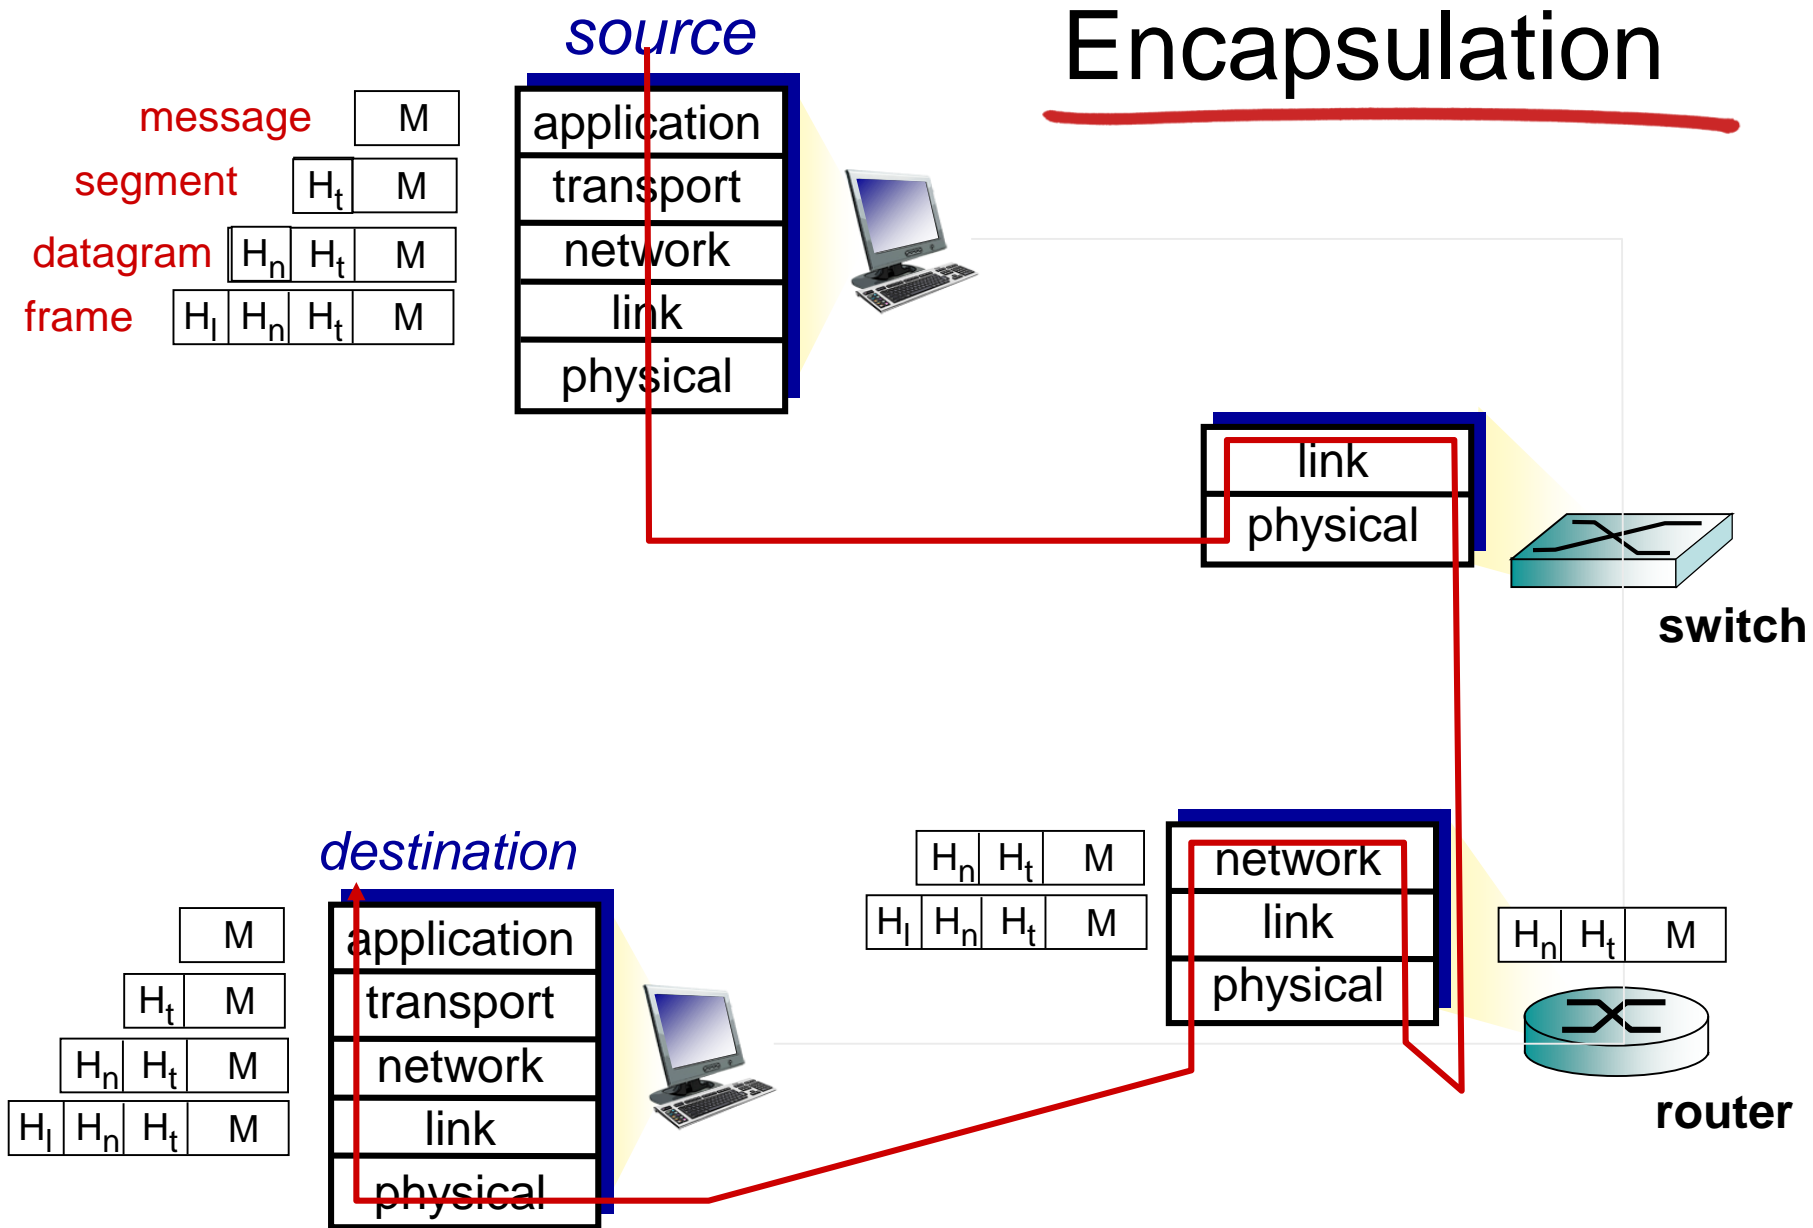 source
Encapsulation
message M
application
segment Ht M
transport
datagram Hn Ht M
network
frame Hl Hn Ht M
link
physical
link
physical
switch
destination
Hn Ht M
network
Hl Hn Ht M
link
Hn Ht M
physical
router
M
application
Ht M
transport
Hn Ht M
network
Hl Hn Ht M
link
physical